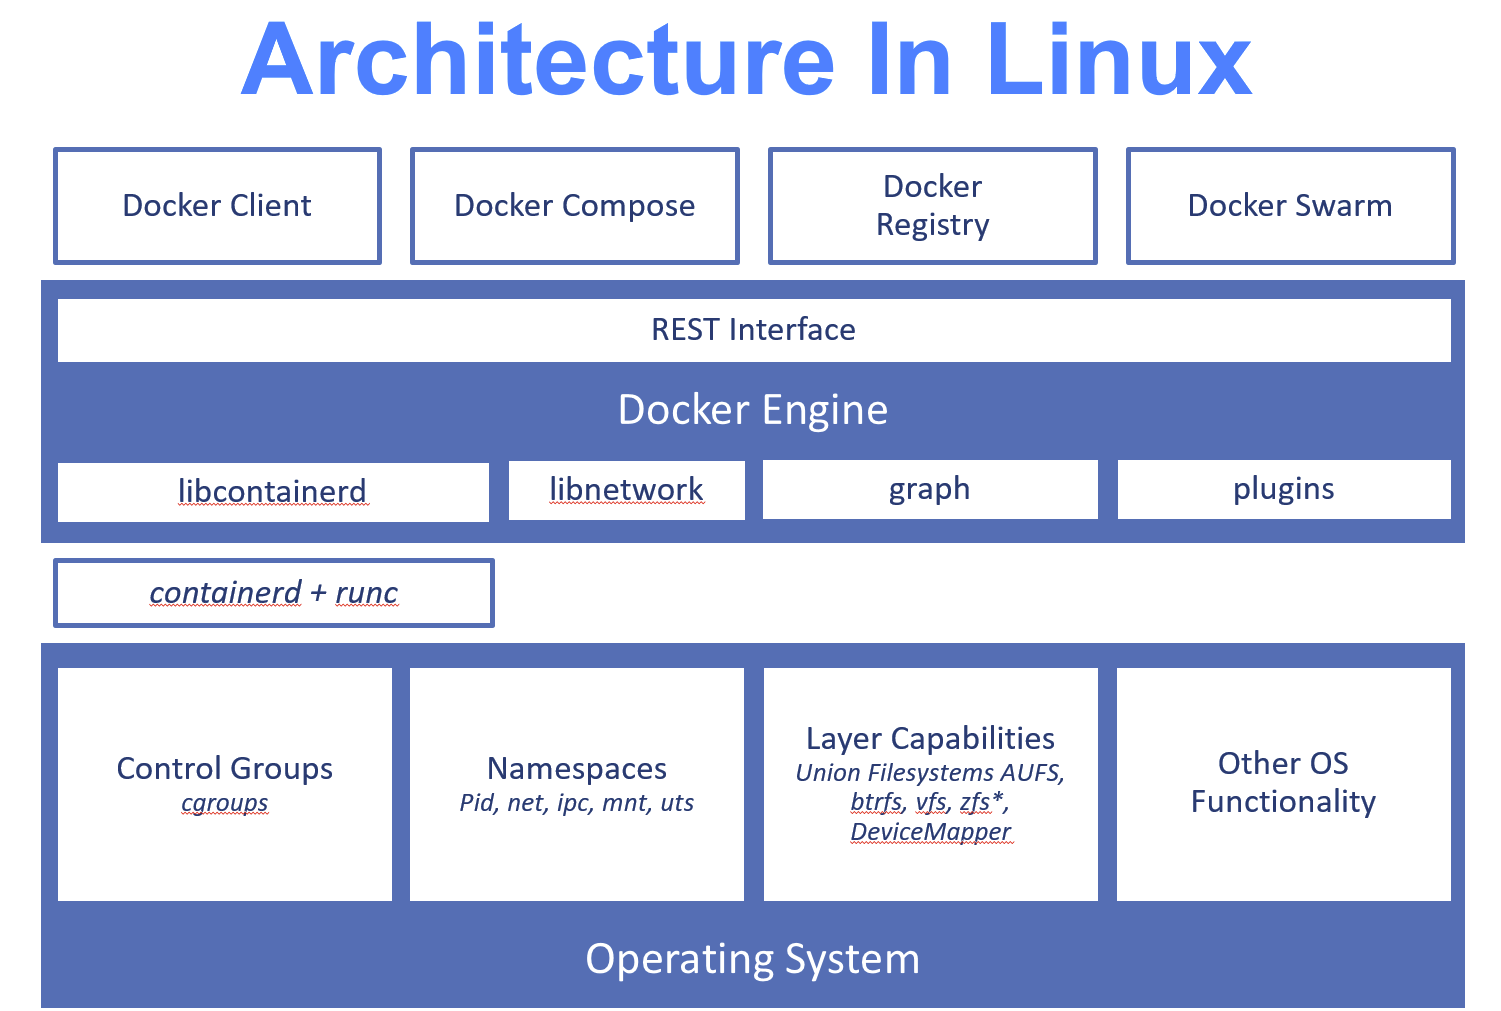 Architecture In Linux
Docker Client
Docker Compose
Docker
Registry
Docker Swarm
REST Interface
Docker Engine
libcontainerd
libnetwork
graph
plugins
containerd + runc
Control Groups
cgroups
Namespaces
Pid, net, ipc, mnt, uts
Layer Capabilities
Union Filesystems AUFS,
btrfs, vfs, zfs*,
DeviceMapper
Other OS
Functionality
Operating System